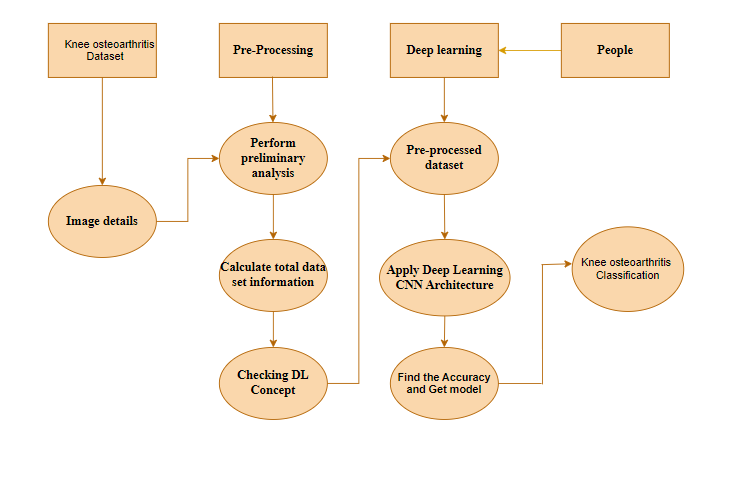 Knee osteoarthritis
Dataset
Pre-Processing
Deep learning
People
Perform
preliminary
analysis
Pre-processed
dataset
Image details
Calculate total data
set information
Apply Deep Learning
CNN Architecture
Knee osteoarthritis
Classification
Checking DL
Concept
Find the Accuracy
and Get model